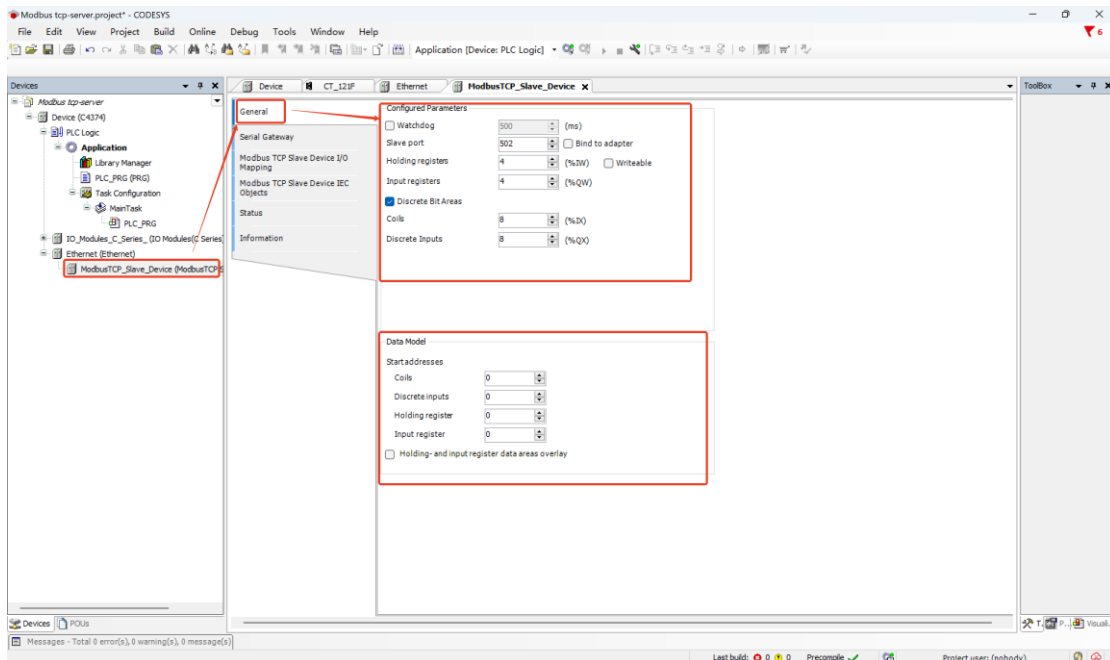 Modbus tcp-server.project* - CODESYS
File Edit View Project Build Online Debug Tools Window Help
6
Application [Device: PLC Logic]
Devices
Device CT_121F Ethernet ModbusTCP_Slave_Device
ToolBox
Modbus tcp-server
Device (C4374)
PLC Logic
Application
Library Manager
PLC_PRG (PRG)
Task Configuration
MainTask
PLC_PRG
IO_Modules_C_Series_ (IO Modules(C Series
Ethernet (Ethernet)
ModbusTCP_Slave_Device (ModbusTCP S
General
Serial Gateway
Modbus TCP Slave Device I/O
Mapping
Modbus TCP Slave Device IEC
Objects
Status
Information
Configured Parameters
Watchdog 500 (ms)
Slave port 502 Bind to adapter
Holding registers 4 (%IW) Writeable
Input registers 4 (%QW)
Discrete Bit Areas
Coils 8 (%IX)
Discrete Inputs 8 (%QX)
Data Model
Startaddresses
Coils 0
Discrete inputs 0
Holding register 0
Input register 0
Holding- and input register data areas overlay
Devices POUs
T. P... Visuali.
Messages - Total 0 error(s), 0 warning(s), 0 message(s)
Last build: 0 0 Precompile Project user: (nobody)